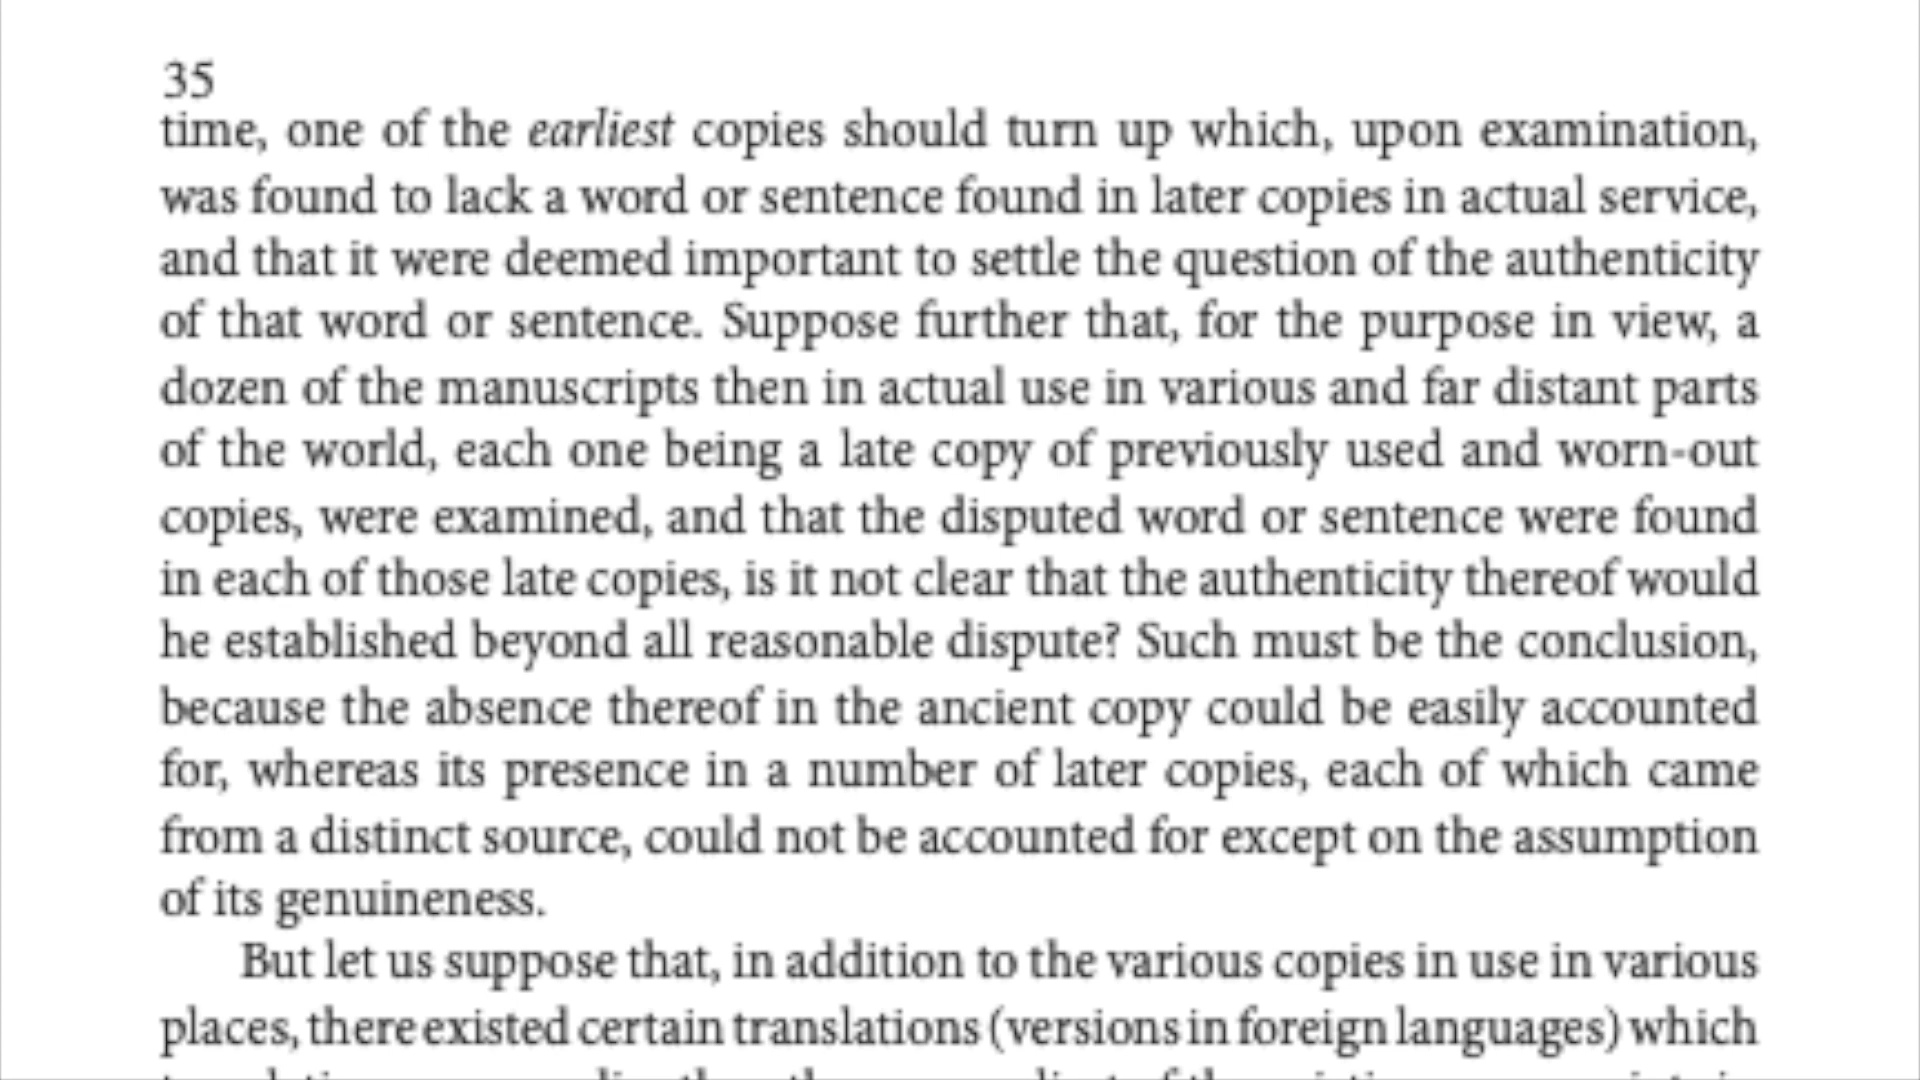 35
time, one of the earliest copies should turn up which, upon examination,
was found to lack a word or sentence found in later copies in actual service,
and that it were deemed important to settle the question of the authenticity
of that word or sentence. Suppose further that, for the purpose in view, a
dozen of the manuscripts then in actual use in various and far distant parts
of the world, each one being a late copy of previously used and worn-out
copies, were examined, and that the disputed word or sentence were found
in each of those late copies, is it not clear that the authenticity thereof would
he established beyond all reasonable dispute? Such must be the conclusion,
because the absence thereof in the ancient copy could be easily accounted
for, whereas its presence in a number of later copies, each of which came
from a distinct source, could not be accounted for except on the assumption
of its genuineness.
But let us suppose that, in addition to the various copies in use in various
places, there existed certain translations (versions in foreign languages) which